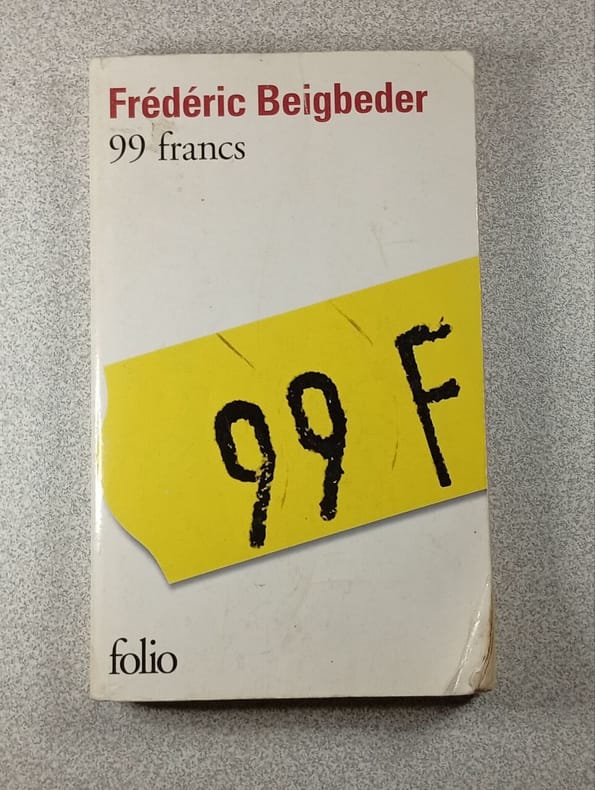 Frédéric Beigbeder
99 francs
99 F
folio